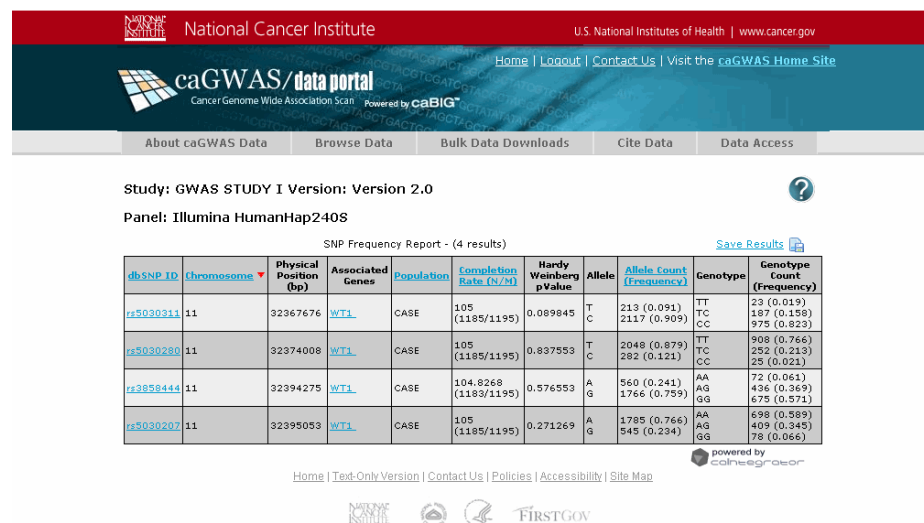 NATIONAL CANCER INSTITUTE
National Cancer Institute
U.S. National Institutes of Health | www.cancer.gov
Home | Logout | Contact Us | Visit the caGWAS Home Site
caGWAS/data portal
Cancer Genome Wide Association Scan Powered by caBIG
About caGWAS Data Browse Data Bulk Data Downloads Cite Data Data Access
Study: GWAS STUDY I Version: Version 2.0
?
Panel: Illumina HumanHap240S
SNP Frequency Report - (4 results) Save Results
dbSNP ID Chromosome Physical Position (bp) Associated Genes Population Completion Rate (N/M) Hardy Weinberg pValue Allele Allele Count (Frequency) Genotype Genotype Count (Frequency)
rs5030311 11 32367676 WT1 CASE 105 (1185/1195) 0.089845 T C 213 (0.091) 2117 (0.909) TT TC CC 23 (0.019) 187 (0.158) 975 (0.823)
rs5030280 11 32374008 WT1 CASE 105 (1185/1195) 0.837553 T C 2048 (0.879) 282 (0.121) TT TC CC 908 (0.766) 252 (0.213) 25 (0.021)
rs3858444 11 32394275 WT1 CASE 104.8268 (1183/1195) 0.576553 A G 560 (0.241) 1766 (0.759) AA AG GG 72 (0.061) 436 (0.369) 675 (0.571)
rs5030207 11 32395053 WT1 CASE 105 (1185/1195) 0.271269 A G 1785 (0.766) 545 (0.234) AA AG GG 698 (0.589) 409 (0.345) 78 (0.066)
powered by
caIntegrator
Home | Text-Only Version | Contact Us | Policies | Accessibility | Site Map
NATIONAL CANCER INSTITUTE FIRSTGOV